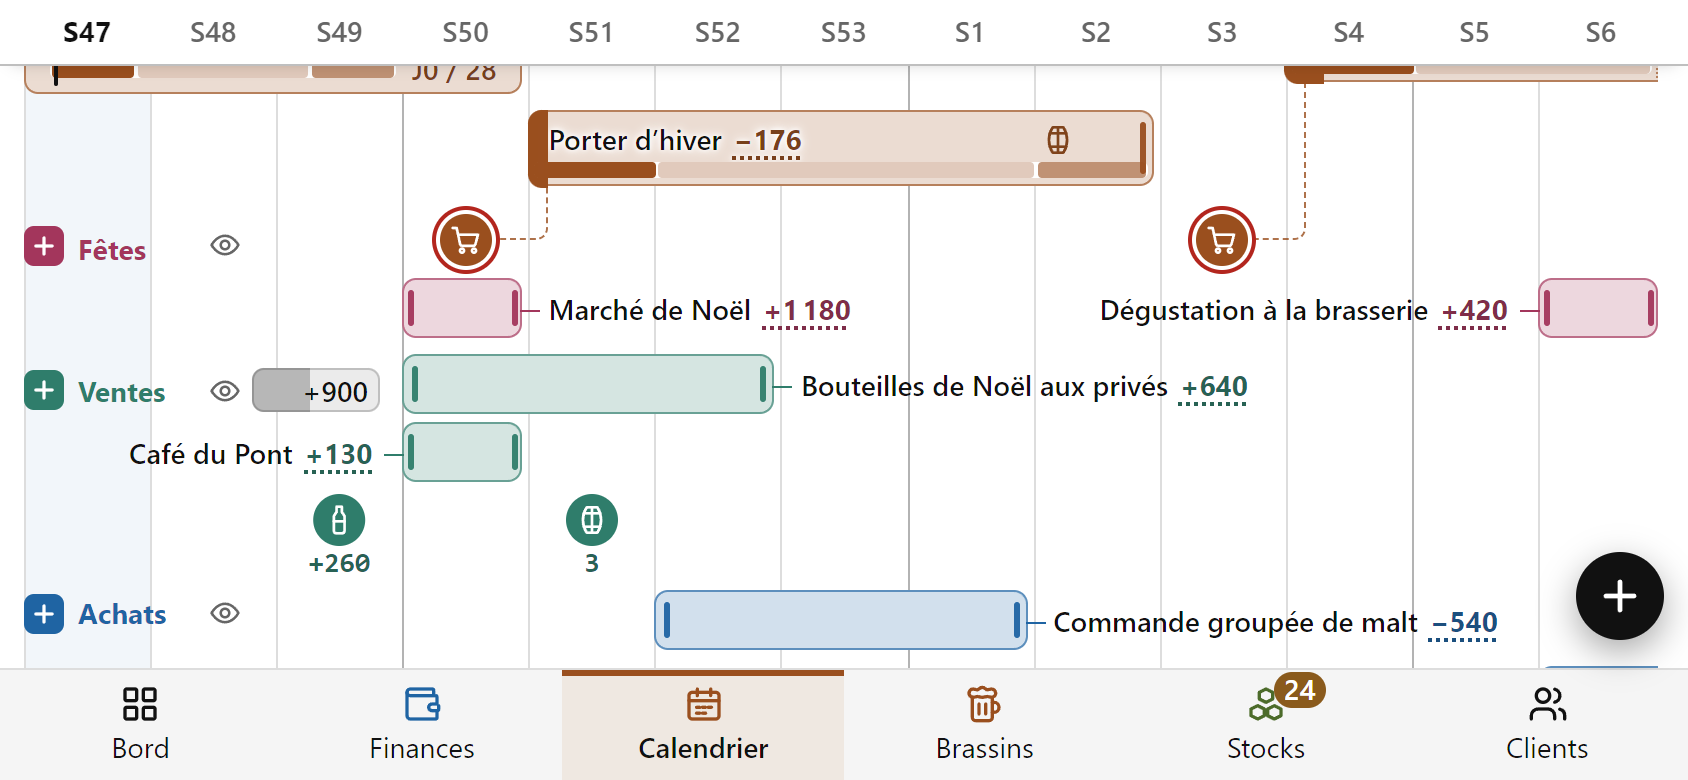 S47 S48 S49 S50 S51 S52 S53 S1 S2 S3 S4 S5 S6
J0 / 28
Porter d’hiver −176
Fêtes
Marché de Noël +1 180
Dégustation à la brasserie +420
Ventes
+900
Bouteilles de Noël aux privés +640
Café du Pont +130
+260
3
Achats
Commande groupée de malt −540
24
Bord Finances Calendrier Brassins Stocks Clients